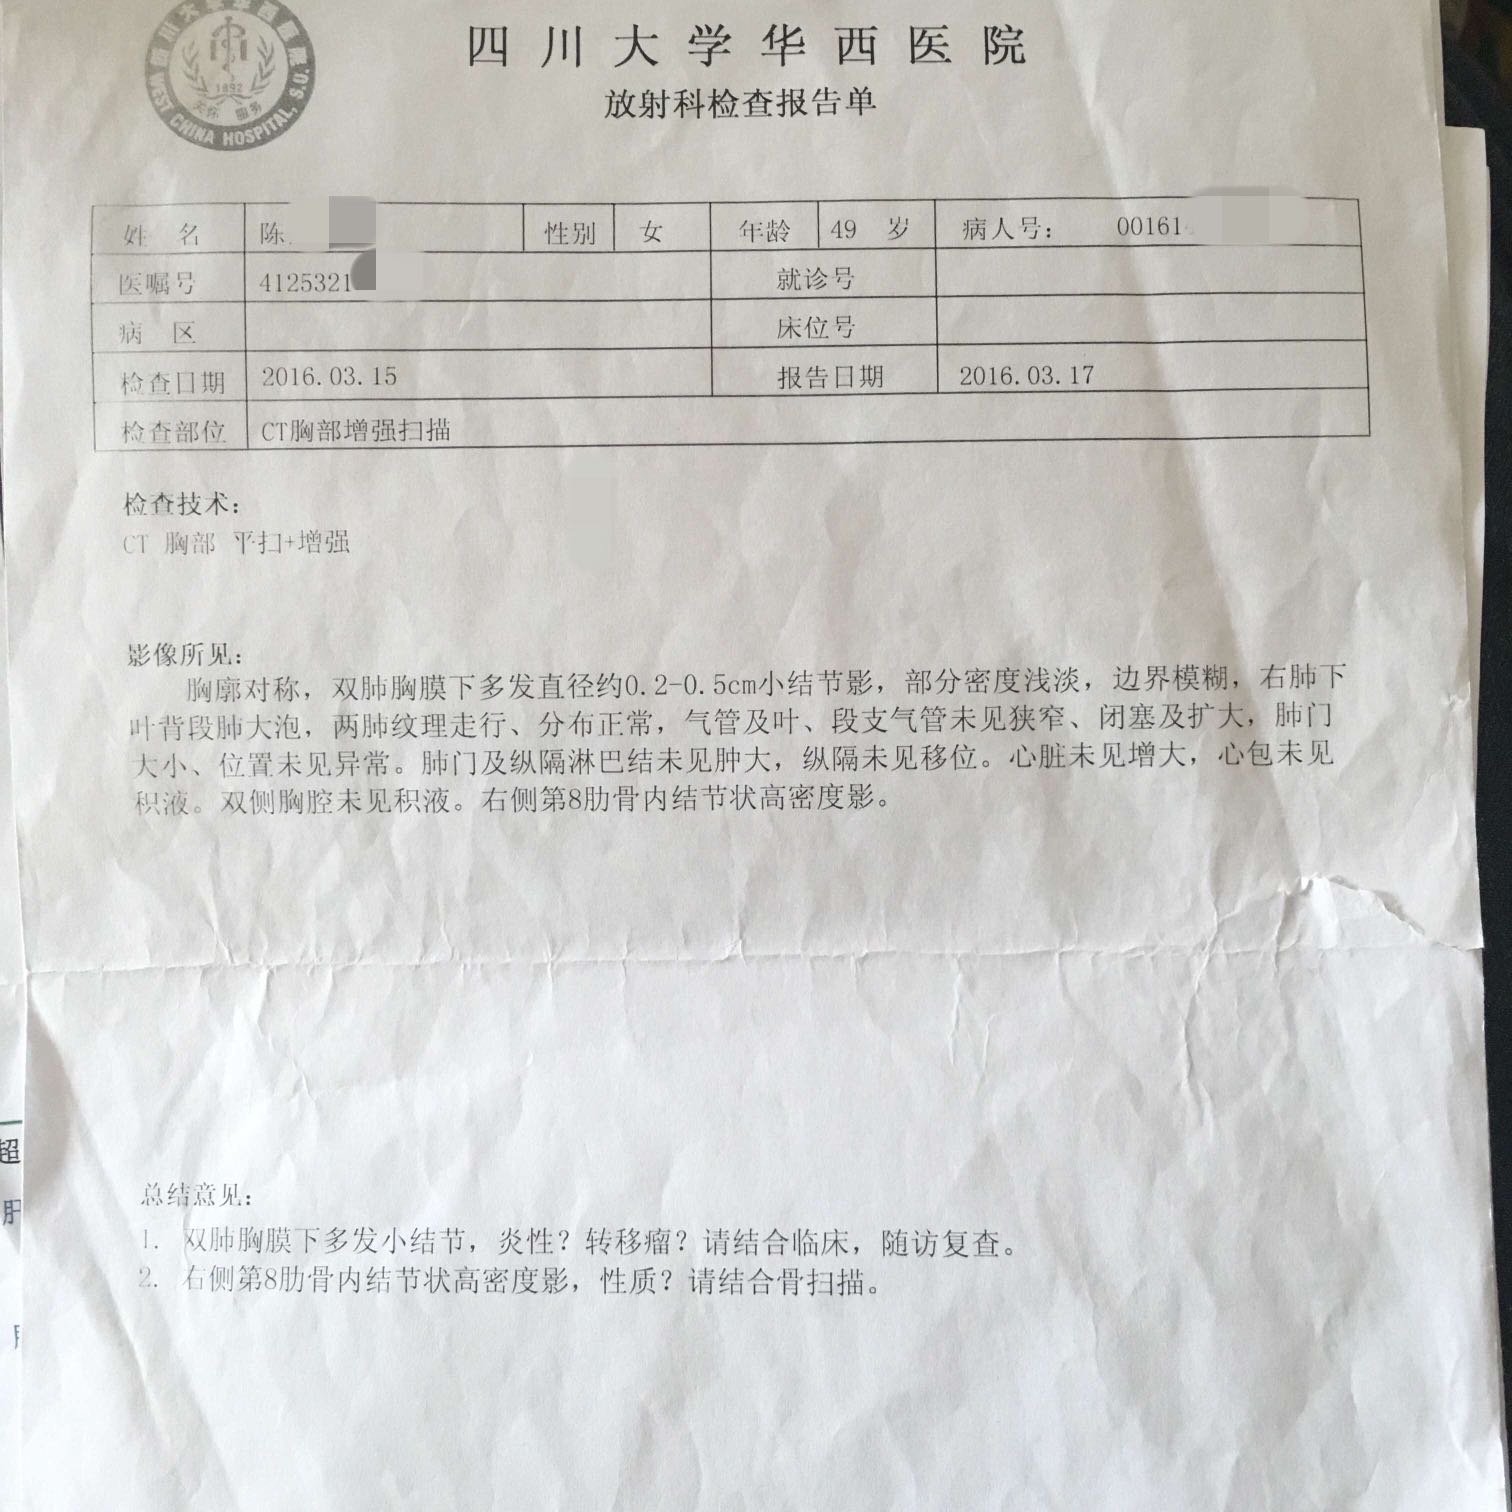 四川大学华西医院
放射科检查报告单
1892
关怀 服务
WEST CHINA HOSPITAL, S.U.
姓 名 陈 性别 女 年龄 49 岁 病人号: 00161
医嘱号 4125321 就诊号
病 区 床位号
检查日期 2016.03.15 报告日期 2016.03.17
检查部位 CT胸部增强扫描
检查技术:
CT 胸部 平扫+增强
影像所见:
胸廓对称，双肺胸膜下多发直径约0.2-0.5cm小结节影，部分密度浅淡，边界模糊，右肺下
叶背段肺大泡，两肺纹理走行、分布正常，气管及叶、段支气管未见狭窄、闭塞及扩大，肺门
大小、位置未见异常。肺门及纵隔淋巴结未见肿大，纵隔未见移位。心脏未见增大，心包未见
积液。双侧胸腔未见积液。右侧第8肋骨内结节状高密度影。
超
肝
总结意见:
1. 双肺胸膜下多发小结节，炎性？转移瘤？请结合临床，随访复查。
2. 右侧第8肋骨内结节状高密度影，性质？请结合骨扫描。